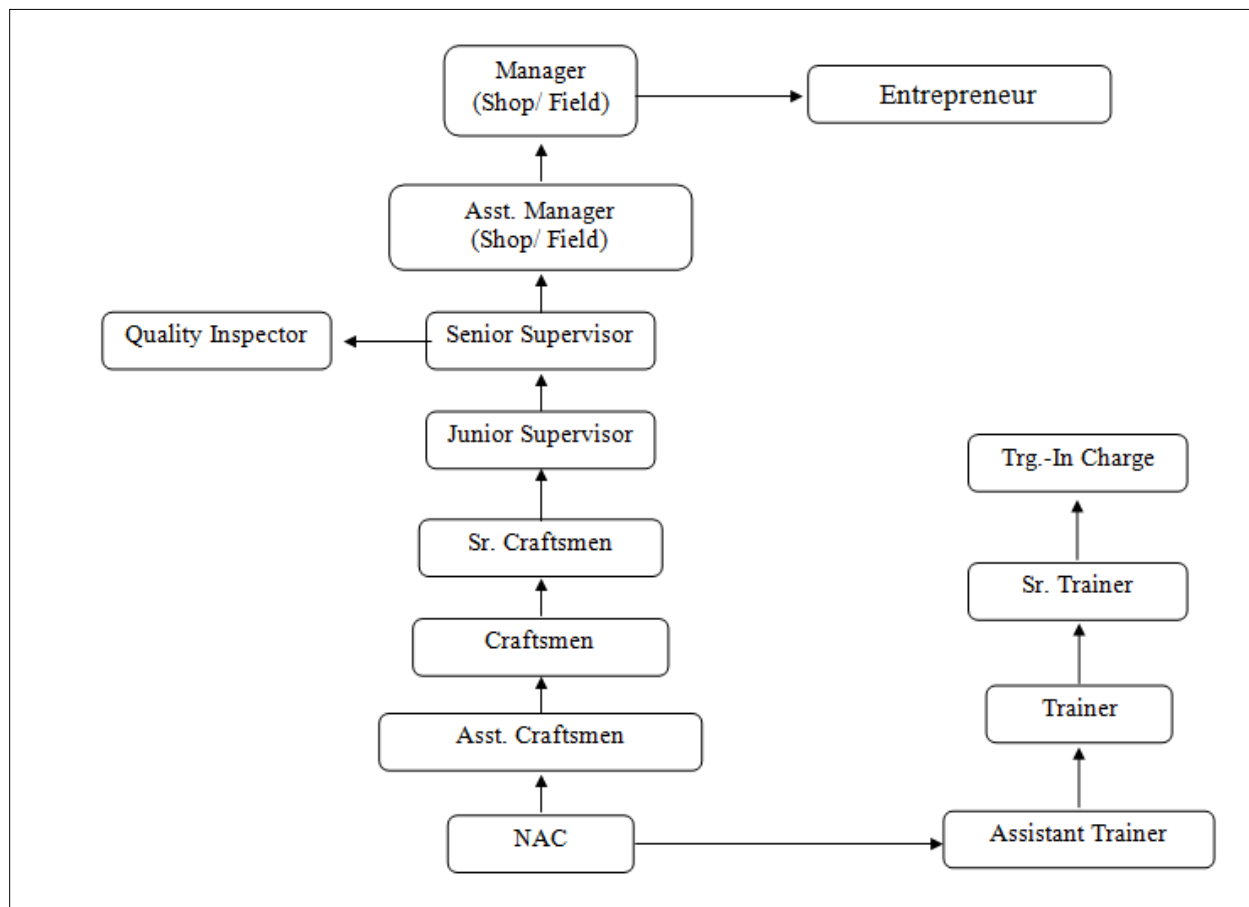 Manager
(Shop/ Field)
Entrepreneur
Asst. Manager
(Shop/ Field)
Quality Inspector
Senior Supervisor
Junior Supervisor
Trg.-In Charge
Sr. Craftsmen
Sr. Trainer
Craftsmen
Trainer
Asst. Craftsmen
NAC
Assistant Trainer